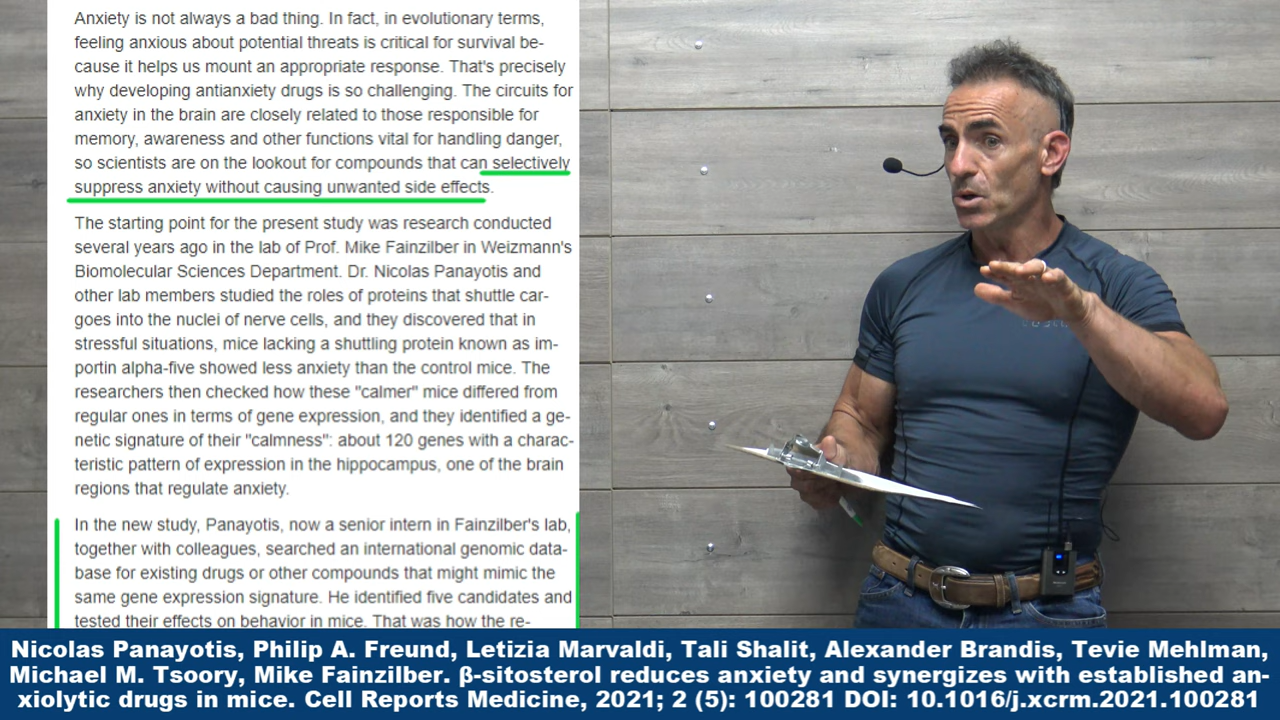 Anxiety is not always a bad thing. In fact, in evolutionary terms,
feeling anxious about potential threats is critical for survival be-
cause it helps us mount an appropriate response. That's precisely
why developing antianxiety drugs is so challenging. The circuits for
anxiety in the brain are closely related to those responsible for
memory, awareness and other functions vital for handling danger,
so scientists are on the lookout for compounds that can selectively
suppress anxiety without causing unwanted side effects.
The starting point for the present study was research conducted
several years ago in the lab of Prof. Mike Fainzilber in Weizmann's
Biomolecular Sciences Department. Dr. Nicolas Panayotis and
other lab members studied the roles of proteins that shuttle car-
goes into the nuclei of nerve cells, and they discovered that in
stressful situations, mice lacking a shuttling protein known as im-
portin alpha-five showed less anxiety than the control mice. The
researchers then checked how these "calmer" mice differed from
regular ones in terms of gene expression, and they identified a ge-
netic signature of their "calmness": about 120 genes with a charac-
teristic pattern of expression in the hippocampus, one of the brain
regions that regulate anxiety.
In the new study, Panayotis, now a senior intern in Fainzilber's lab,
together with colleagues, searched an international genomic data-
base for existing drugs or other compounds that might mimic the
same gene expression signature. He identified five candidates and
tested their effects on behavior in mice. That was how the re-
Nicolas Panayotis, Philip A. Freund, Letizia Marvaldi, Tali Shalit, Alexander Brandis, Tevie Mehlman,
Michael M. Tsoory, Mike Fainzilber. β-sitosterol reduces anxiety and synergizes with established an-
xiolytic drugs in mice. Cell Reports Medicine, 2021; 2 (5): 100281 DOI: 10.1016/j.xcrm.2021.100281